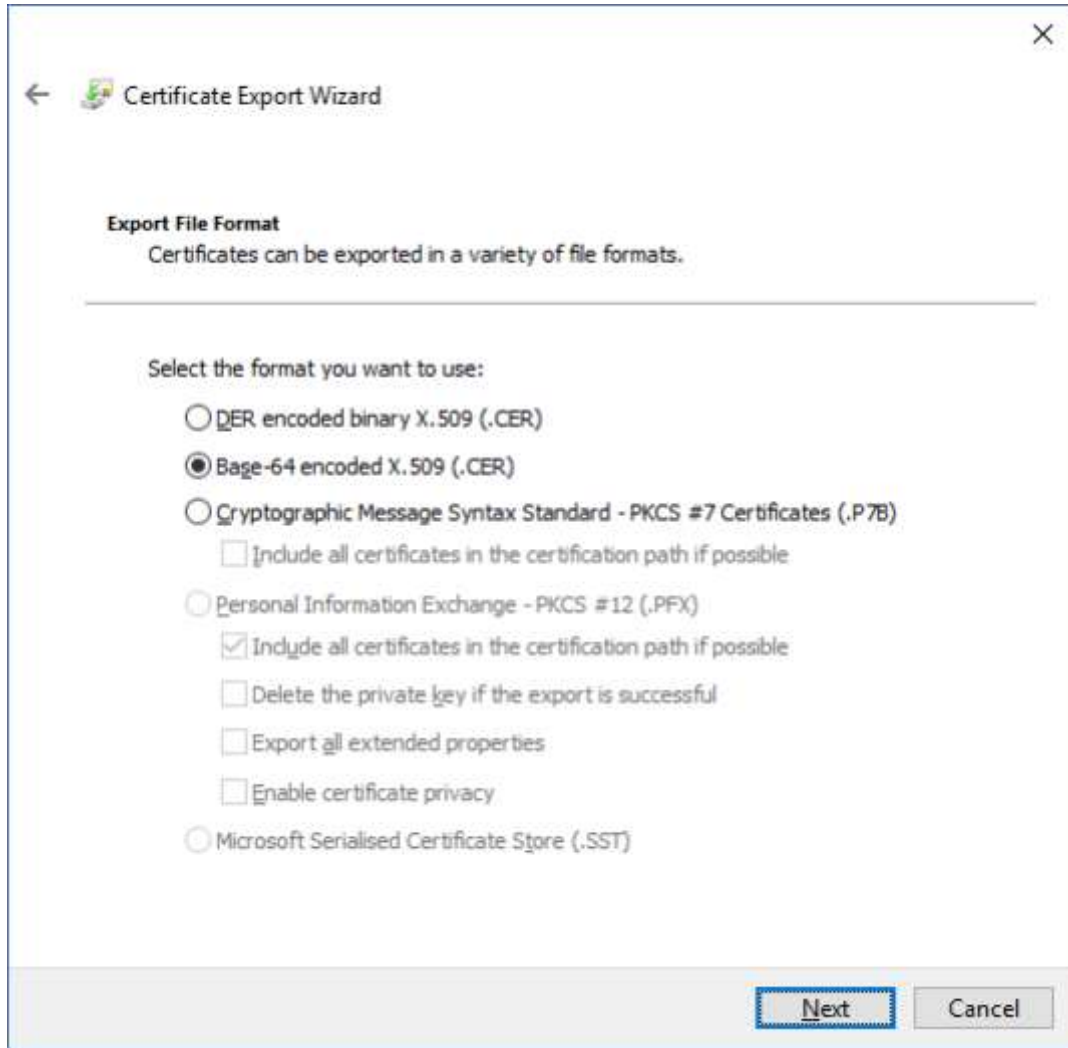 Certificate Export Wizard
Export File Format
Certificates can be exported in a variety of file formats.
Select the format you want to use:
DER encoded binary X.509 (.CER)
Base-64 encoded X.509 (.CER)
Cryptographic Message Syntax Standard - PKCS #7 Certificates (.P7B)
Include all certificates in the certification path if possible
Personal Information Exchange - PKCS #12 (.PFX)
Include all certificates in the certification path if possible
Delete the private key if the export is successful
Export all extended properties
Enable certificate privacy
Microsoft Serialised Certificate Store (.SST)
Next Cancel